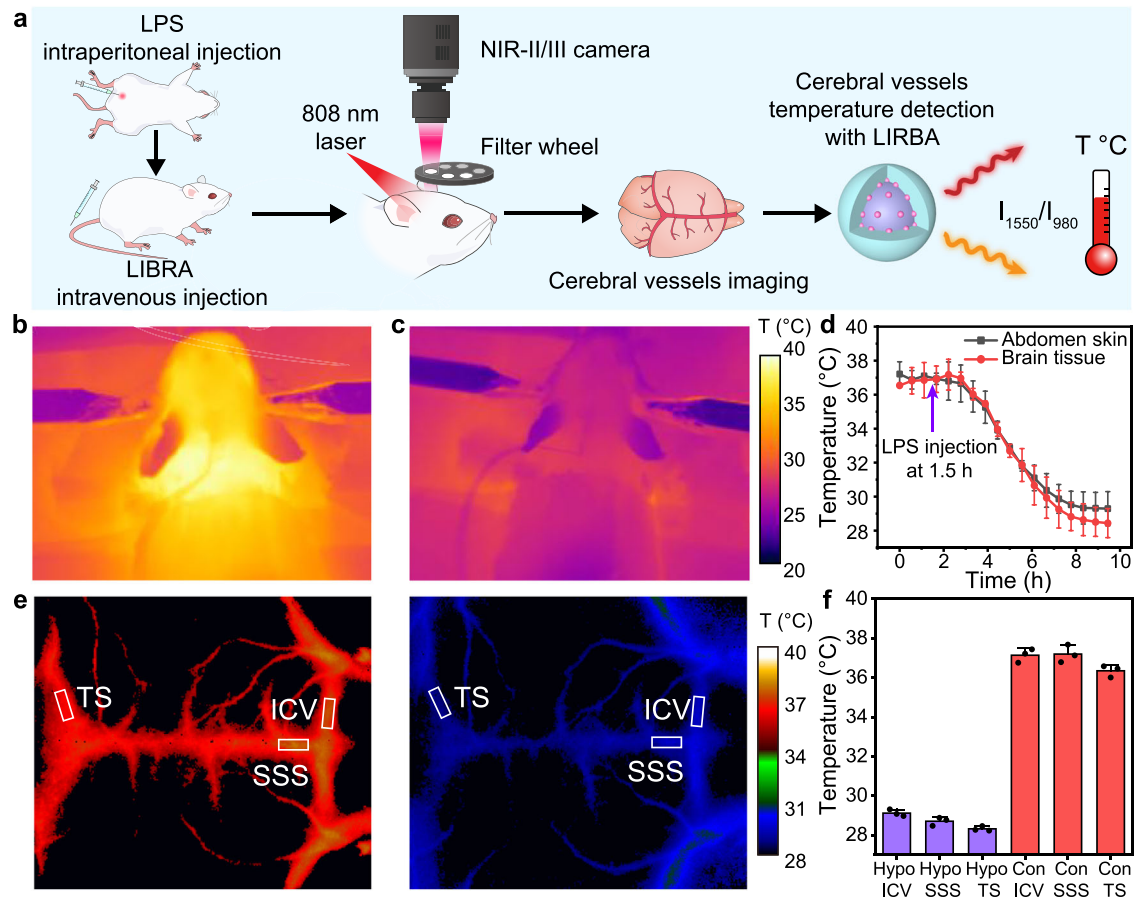 a
LPS
intraperitoneal injection
LIBRA
intravenous injection
808 nm
laser
NIR-II/III camera
Filter wheel
Cerebral vessels imaging
Cerebral vessels
temperature detection
with LIRBA
T °C
I1550/I980
b
c
T (°C)
40
35
30
25
20
d
Temperature (°C)
40
38
36
34
32
30
28
Abdomen skin
Brain tissue
LPS injection
at 1.5 h
0 2 4 6 8 10
Time (h)
e
TS
ICV
SSS
TS
ICV
SSS
T (°C)
40
37
34
31
28
f
Temperature (°C)
40
38
36
34
32
30
28
Hypo Hypo Hypo Con Con Con
ICV SSS TS ICV SSS TS